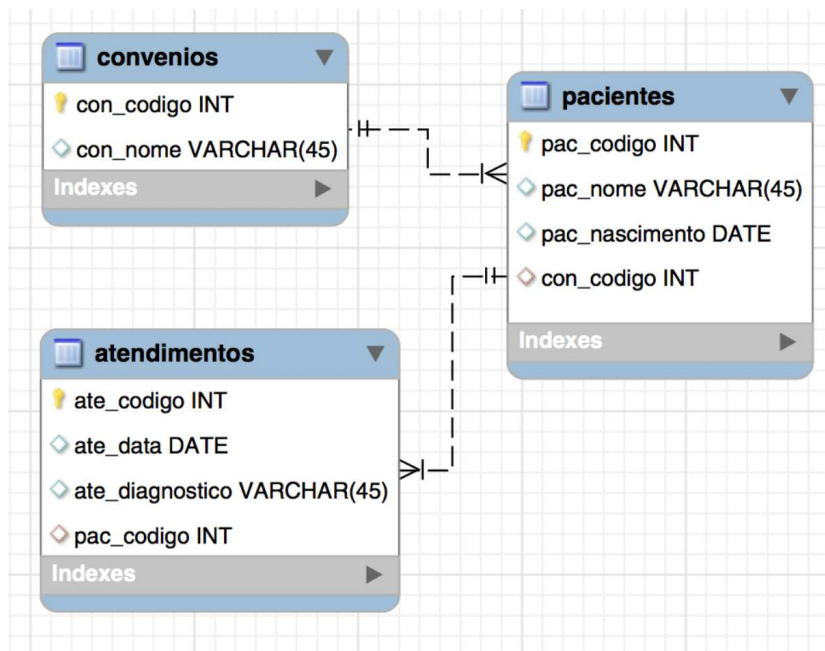 convenios
con_codigo INT
con_nome VARCHAR(45)
Indexes
pacientes
pac_codigo INT
pac_nome VARCHAR(45)
pac_nascimento DATE
con_codigo INT
Indexes
atendimentos
ate_codigo INT
ate_data DATE
ate_diagnostico VARCHAR(45)
pac_codigo INT
Indexes